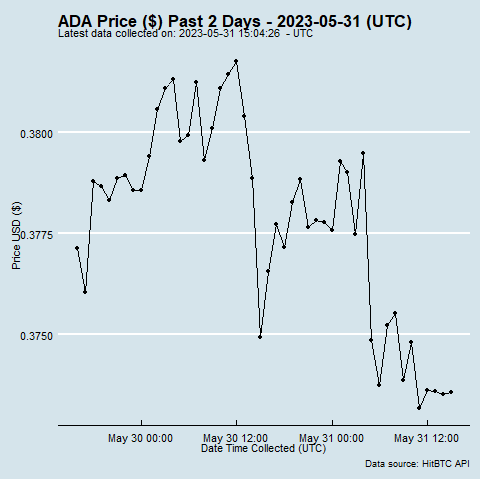 ADA Price ($) Past 2 Days - 2023-05-31 (UTC)
Latest data collected on: 2023-05-31 15:04:26 - UTC
0.3800
0.3775
0.3750
Price USD ($)
May 30 00:00 May 30 12:00 May 31 00:00 May 31 12:00
Date Time Collected (UTC)
Data source: HitBTC API